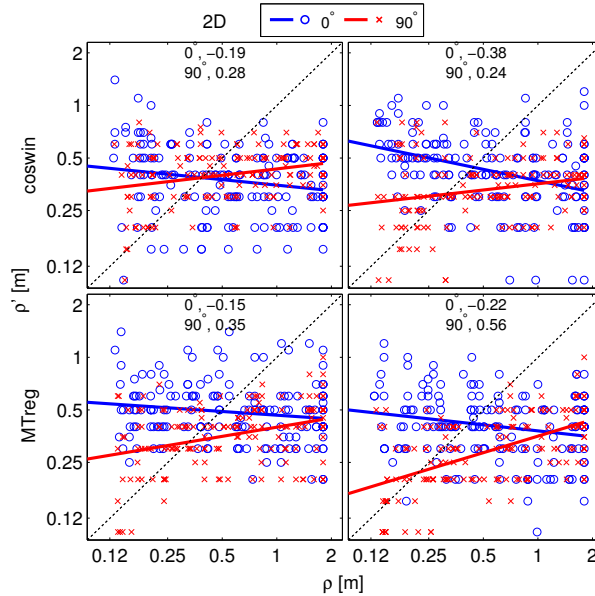 2D 0° 90°
0°, −0.19
90°, 0.28
0°, −0.38
90°, 0.24
2
1
0.5
0.25
0.12
coswin
0°, −0.15
90°, 0.35
0°, −0.22
90°, 0.56
2
1
0.5
0.25
0.12
MTreg
ρ' [m]
0.12 0.25 0.5 1 2
0.12 0.25 0.5 1 2
ρ [m]